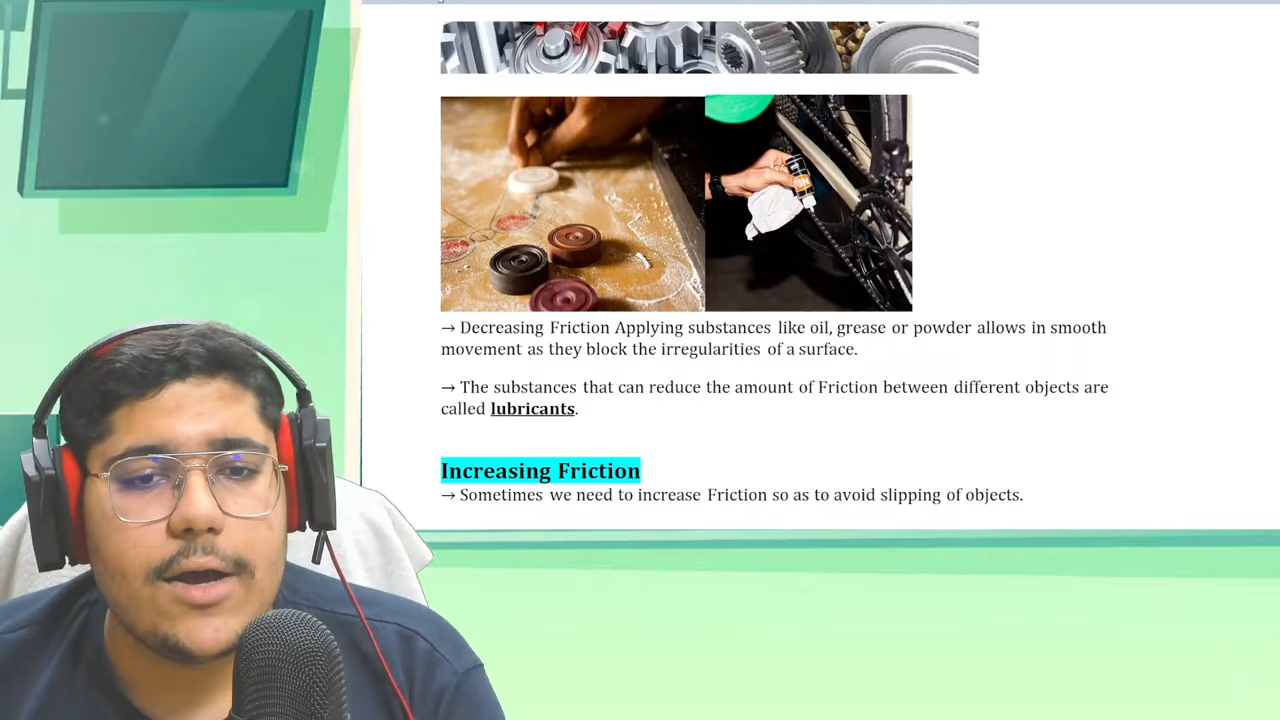 → Decreasing Friction Applying substances like oil, grease or powder allows in smooth
movement as they block the irregularities of a surface.
→ The substances that can reduce the amount of Friction between different objects are
called lubricants.
Increasing Friction
→ Sometimes we need to increase Friction so as to avoid slipping of objects.